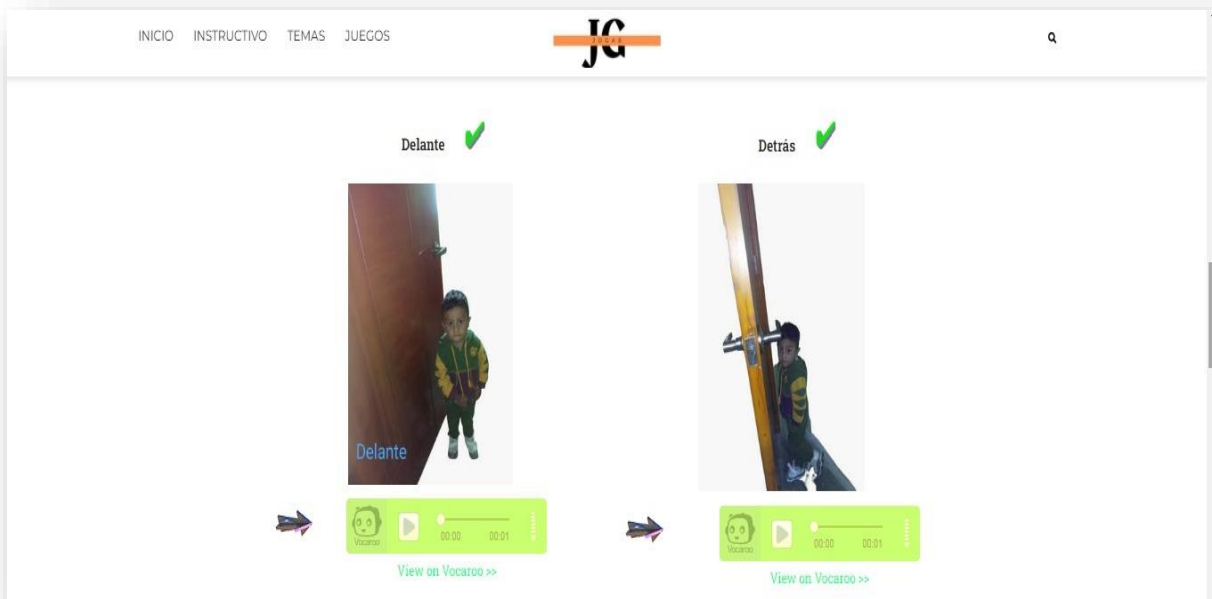 INICIO INSTRUCTIVO TEMAS JUEGOS
JG
JUGAR
Delante
Detrás
Delante
Vocaroo
00:00 00:01
Vocaroo
00:00 00:01
View on Vocaroo >>
View on Vocaroo >>